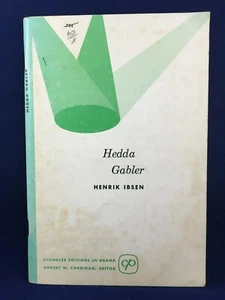 HEDDA GABLER
Hedda
Gabler
HENRIK IBSEN
CHANDLER EDITIONS IN DRAMA
ROBERT W. CORRIGAN, EDITOR